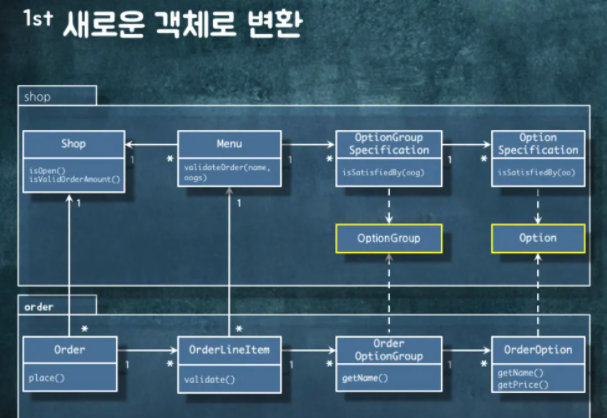 1st 새로운 객체로 변환
shop
Shop
isOpen()
isValidOrderAmount()
1
*
Menu
validateOrder(name,
oogs)
1
*
OptionGroup
Specification
isSatisfiedBy(oog)
1
*
Option
Specification
isSatisfiedBy(oo)
1
1
OptionGroup
Option
order
*
*
Order
place()
1
*
OrderLineItem
validate()
1
*
Order
OptionGroup
getName()
1
*
OrderOption
getName()
getPrice()